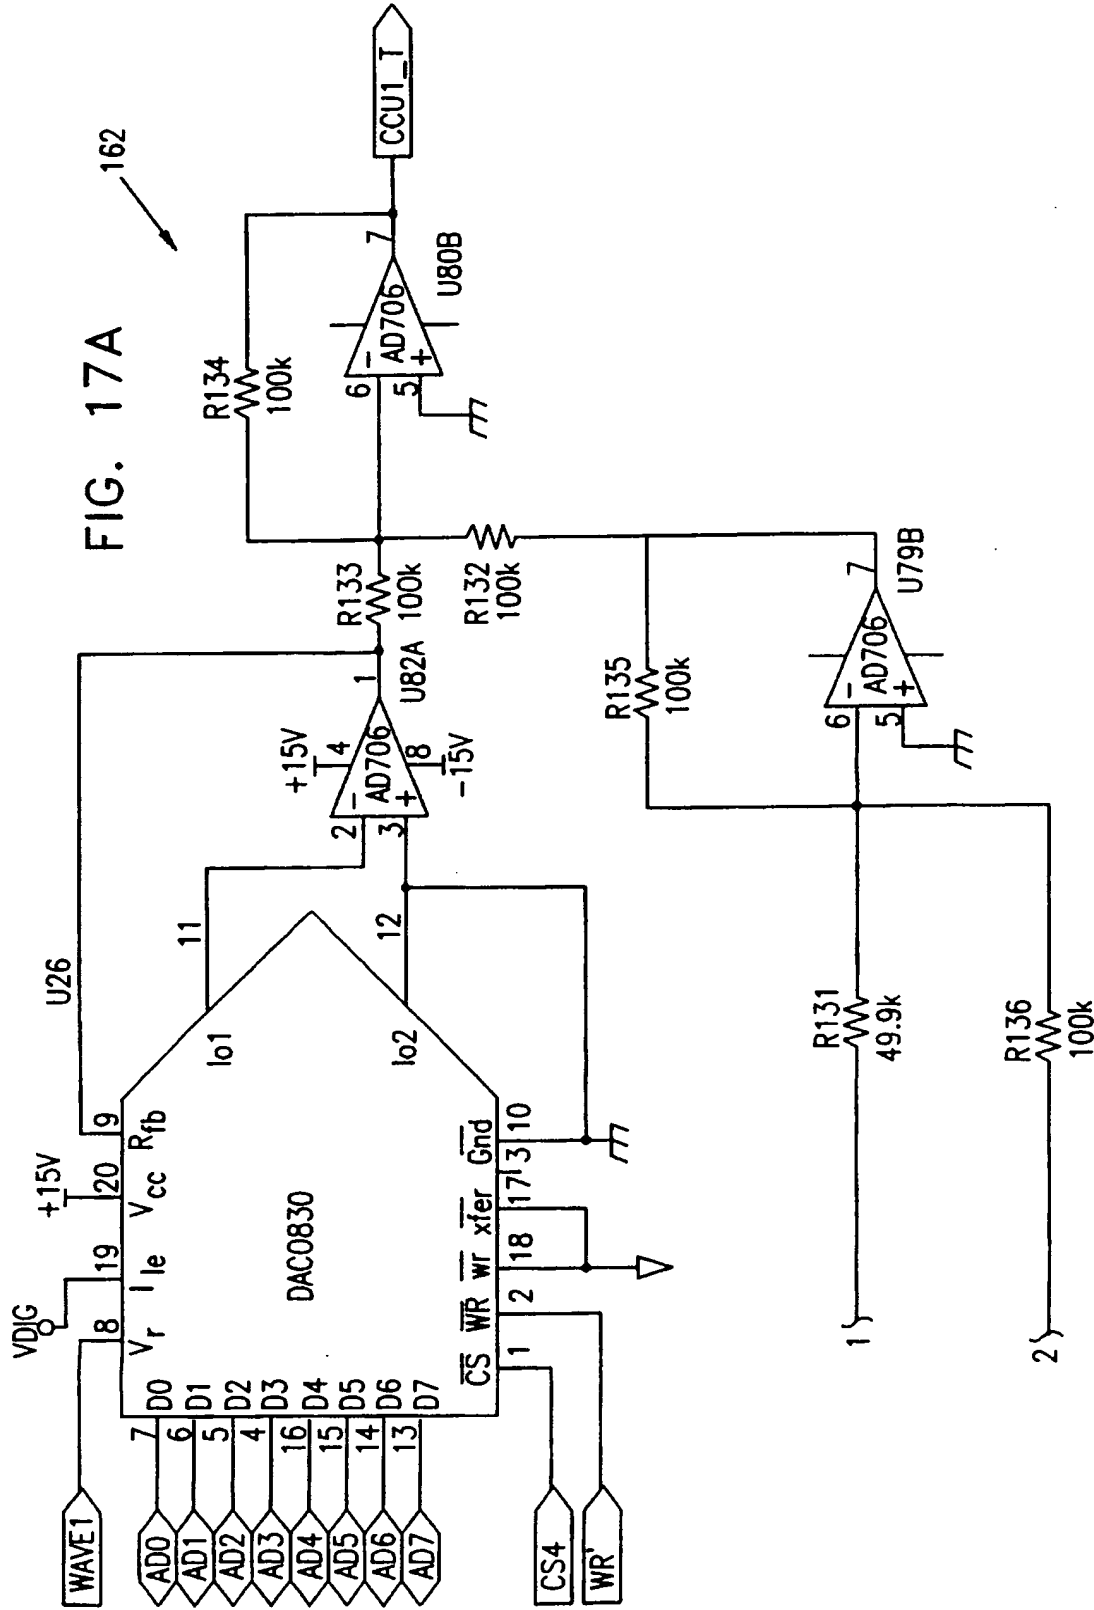 FIG. 17A
162
WAVE1
VDIG
+15V
U26
8
19
20
9
Vr
Ile
Vcc
Rfb
AD0
AD1
AD2
AD3
AD4
AD5
AD6
AD7
7
6
5
4
16
15
14
13
D0
D1
D2
D3
D4
D5
D6
D7
DAC0830
Io1
Io2
11
12
CS
WR
wr
xfer
Gnd
1
2
18
17
3
10
CS4
WR'
+15V
4
2
3
−
+
AD706
8
-15V
1
U82A
R133
100k
R134
100k
R132
100k
6
5
−
+
AD706
7
U80B
CCU1_T
R135
100k
1
R131
49.9k
2
R136
100k
6
5
−
+
AD706
7
U79B